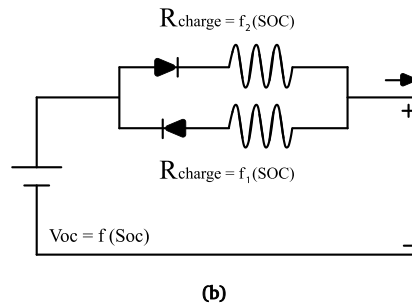 Rcharge = f₂(SOC)
+
Rcharge = f₁(SOC)
Voc = f (Soc)
−
(b)